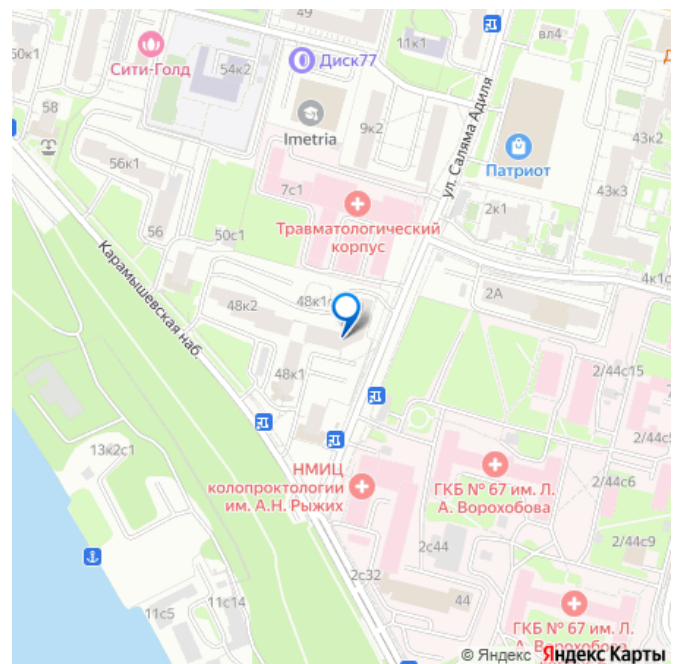 49
50к1
Сити-Голд
54к2
Диск77
11к1
вл4
58
Imetria
9к2
ул. Саляма Адиля
Патриот
43к2
56к1
7с1
43к3
56
50с1
Травматологический
корпус
2к1
Карамышевская наб.
48к2
48к1с
2А
4к1с
48к1
2/44с15
13к2с1
НМИЦ
колопроктологии
им. А.Н. Рыжих
ГКБ № 67 им. Л.
А. Ворохобова
2/44с
2/44с6
2с44
2/44с9
2с32
44
11с5
11с14
ГКБ № 67 им. Л.
А. Ворохобова
© Яндекс Яндекс Карты